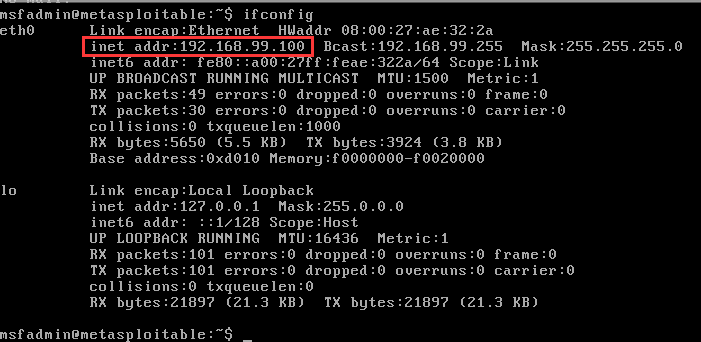 msfadmin@metasploitable:~$ ifconfig
eth0 Link encap:Ethernet HWaddr 08:00:27:ae:32:2a
inet addr:192.168.99.100 Bcast:192.168.99.255 Mask:255.255.255.0
inet6 addr: fe80::a00:27ff:feae:322a/64 Scope:Link
UP BROADCAST RUNNING MULTICAST MTU:1500 Metric:1
RX packets:49 errors:0 dropped:0 overruns:0 frame:0
TX packets:30 errors:0 dropped:0 overruns:0 carrier:0
collisions:0 txqueuelen:1000
RX bytes:5650 (5.5 KB) TX bytes:3924 (3.8 KB)
Base address:0xd010 Memory:f0000000-f0020000
lo Link encap:Local Loopback
inet addr:127.0.0.1 Mask:255.0.0.0
inet6 addr: ::1/128 Scope:Host
UP LOOPBACK RUNNING MTU:16436 Metric:1
RX packets:101 errors:0 dropped:0 overruns:0 frame:0
TX packets:101 errors:0 dropped:0 overruns:0 carrier:0
collisions:0 txqueuelen:0
RX bytes:21897 (21.3 KB) TX bytes:21897 (21.3 KB)
msfadmin@metasploitable:~$ _